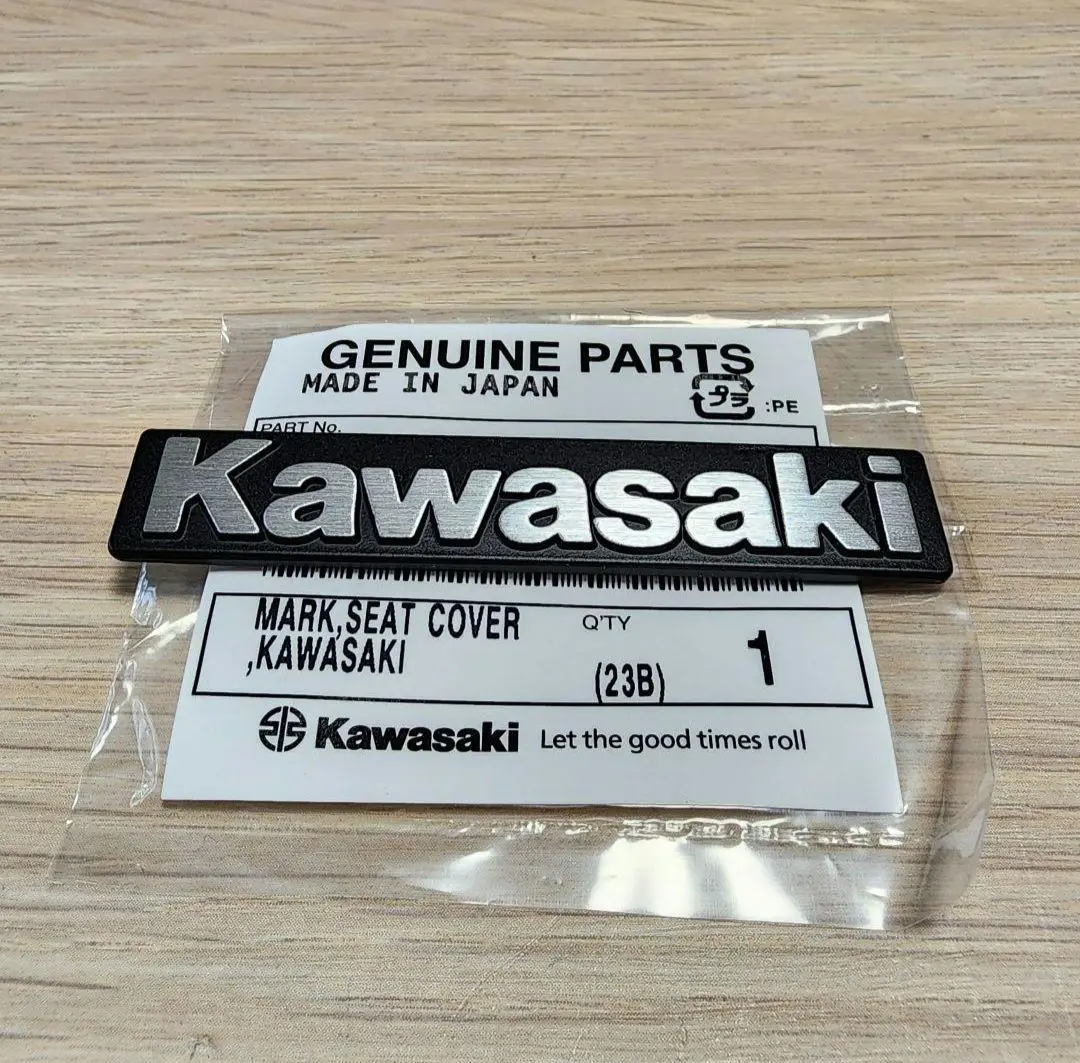 GENUINE PARTS
MADE IN JAPAN
プラ :PE
PART No.
Kawasaki
MARK,SEAT COVER
,KAWASAKI
Q'TY
(23B)
1
Kawasaki Let the good times roll